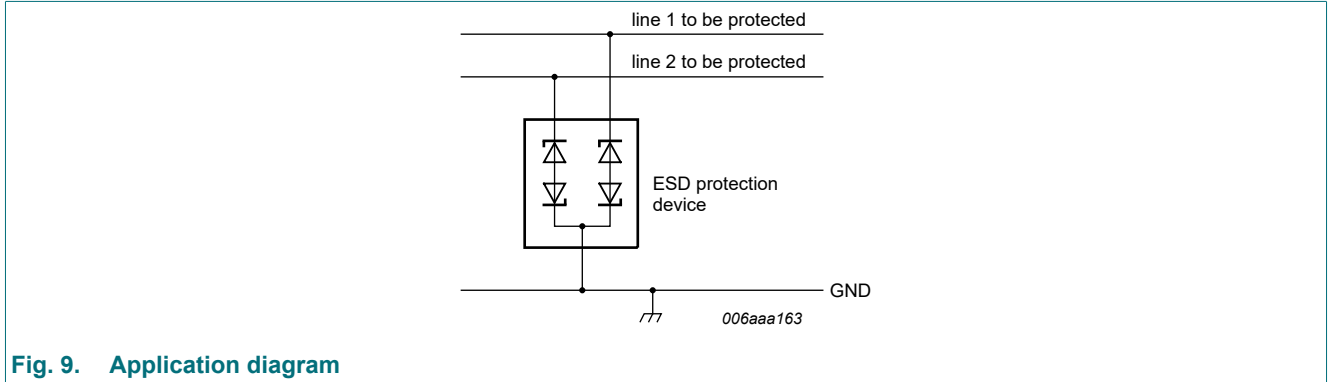 line 1 to be protected
line 2 to be protected
ESD protection
device
GND
006aaa163
Fig. 9. Application diagram